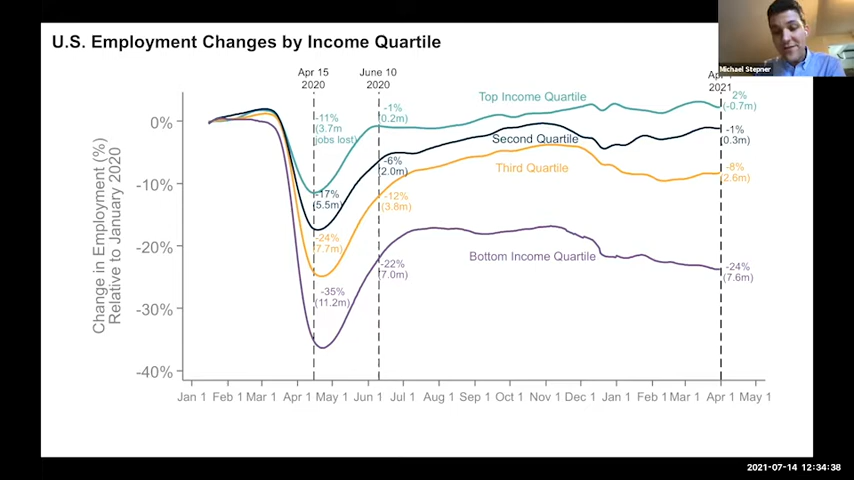 U.S. Employment Changes by Income Quartile
Michael Stepner
Apr 15
2020
June 10
2020
2021
Change in Employment (%)
Relative to January 2020
0%
-10%
-20%
-30%
-40%
Top Income Quartile
Second Quartile
Third Quartile
Bottom Income Quartile
-11%
(3.7m
jobs lost)
-17%
(5.5m)
-24%
(7.7m)
-35%
(11.2m)
-1%
(0.2m)
-6%
(2.0m)
-12%
(3.8m)
-22%
(7.0m)
2%
(-0.7m)
-1%
(0.3m)
-8%
(2.6m)
-24%
(7.6m)
Jan 1 Feb 1 Mar 1 Apr 1 May 1 Jun 1 Jul 1 Aug 1 Sep 1 Oct 1 Nov 1 Dec 1 Jan 1 Feb 1 Mar 1 Apr 1 May 1
2021-07-14 12:34:38